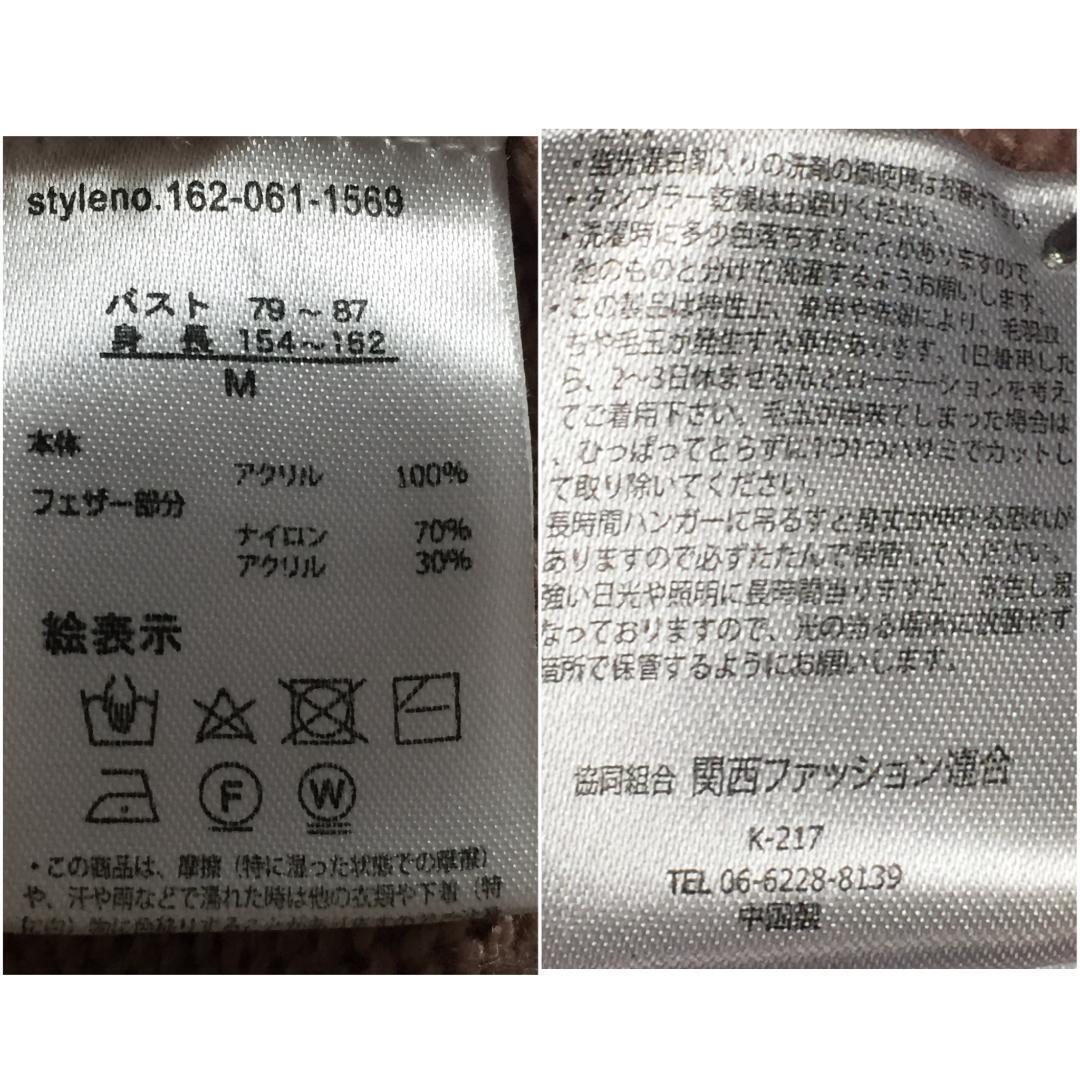 styleno.162-061-1569
バスト 79～87
身長 154～162
M
本体
アクリル 100%
フェザー部分
ナイロン 70%
アクリル 30%
絵表示
F W
・この商品は、摩擦(特に湿った状態での摩擦)
や、汗や雨などで濡れた時は他の衣類や下着(特
・蛍光増白剤入りの洗剤の御使用はお避け下さい
・タンブラー乾燥はお避けください。
・洗濯時に多少色落ちすることがありますので、
他のものと分けて洗濯するようお願いします。
・この製品は特性上、着用や洗濯により、毛羽立
ちや毛玉が発生する事があります。1日着用した
ら、2～3日休ませるなどローテーションを考え
てご着用下さい。毛玉が出来てしまった場合は
、ひっぱってとらずに1つ1つハサミでカットし
て取り除いてください。
長時間ハンガーに吊るすと身丈が伸びる恐れが
ありますので必ずたたんで保管してください。
強い日光や照明に長時間当りますと、変色し易
なっておりますので、光の当る場所に放置せず
箇所で保管するようにお願いします。
協同組合 関西ファッション連合
K-217
TEL 06-6228-8139
中国製